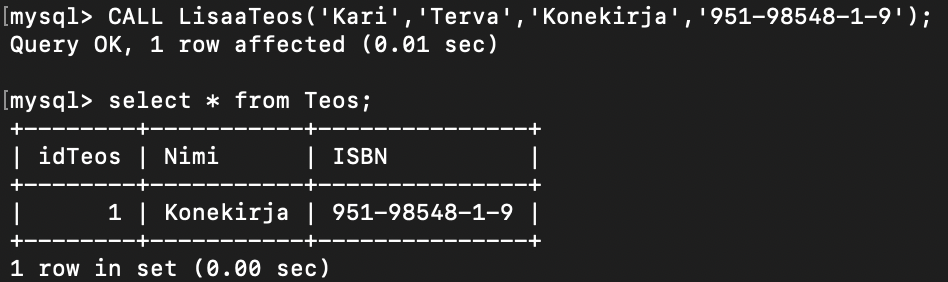 [mysql> CALL LisaaTeos('Kari','Terva','Konekirja','951-98548-1-9');
Query OK, 1 row affected (0.01 sec)

[mysql> select * from Teos;
+--------+-----------+---------------+
| idTeos | Nimi      | ISBN          |
+--------+-----------+---------------+
|      1 | Konekirja | 951-98548-1-9 |
+--------+-----------+---------------+
1 row in set (0.00 sec)